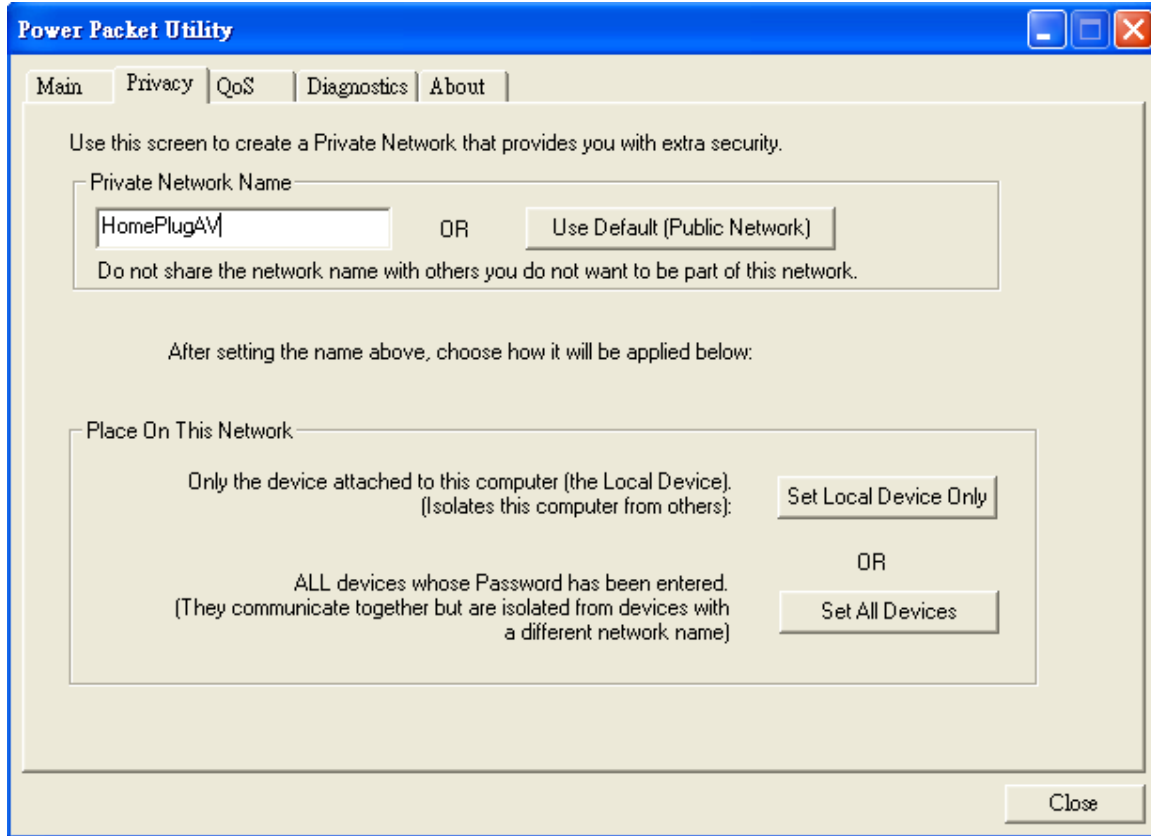 Power Packet Utility
Main Privacy QoS Diagnostics About
Use this screen to create a Private Network that provides you with extra security.
Private Network Name
HomePlugAV OR Use Default (Public Network)
Do not share the network name with others you do not want to be part of this network.
After setting the name above, choose how it will be applied below:
Place On This Network
Only the device attached to this computer (the Local Device).
(Isolates this computer from others):
Set Local Device Only
OR
ALL devices whose Password has been entered.
(They communicate together but are isolated from devices with
a different network name)
Set All Devices
Close